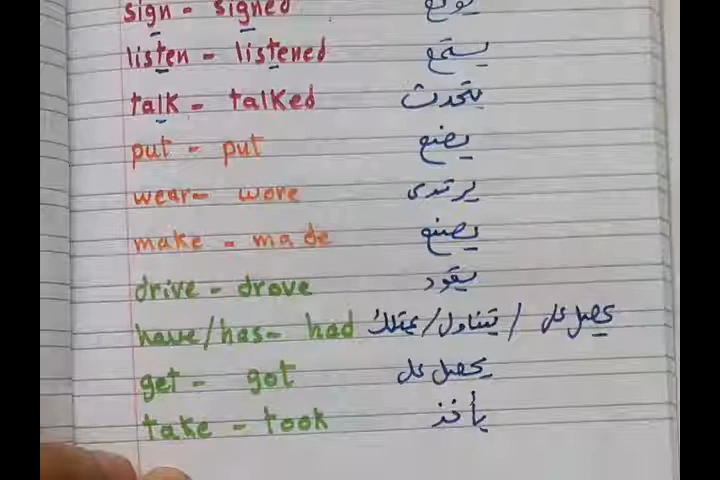 sign - signed يوقع
listen - listened يستمع
talk - talked يتحدث
put - put يضع
wear - wore يرتدى
make - made يصنع
drive - drove يقود
have/has - had يحصل على / يتناول / يمتلك
get - got يحصل على
take - took يأخذ